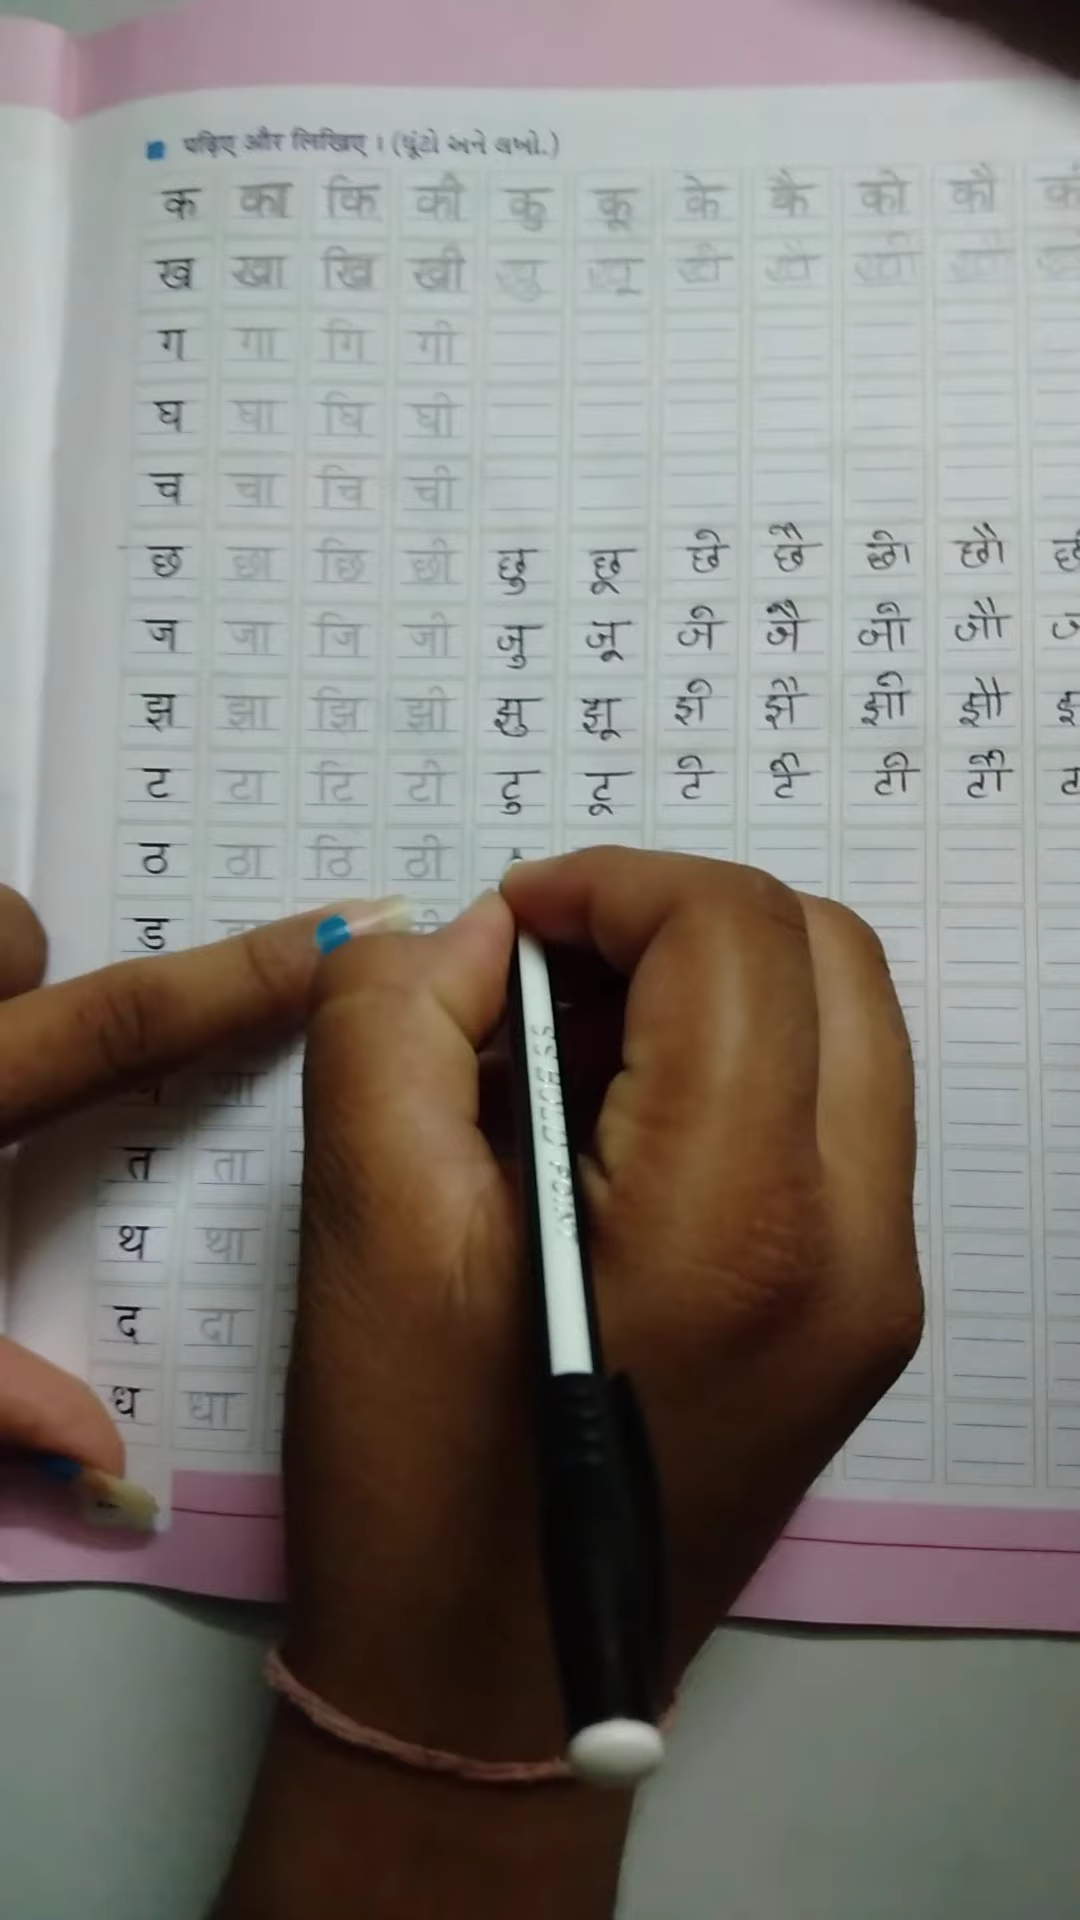 पढ़िए और लिखिए । (ઘૂંટો અને લખો.)
क का कि की कु कू के कै को कौ
ख खा खि खी खु खू खे खै खो खौ
ग गा गि गी
घ घा घि घी
च चा चि ची
छ छा छि छी छु छू छे छै छो छौ
ज जा जि जी जु जू जे जै जो जौ
झ झा झि झी झु झू झे झै झो झौ
ट टा टि टी टु टू टे टै टो टौ
ठ ठा ठि ठी
ड
त ता
थ था
द दा
ध धा